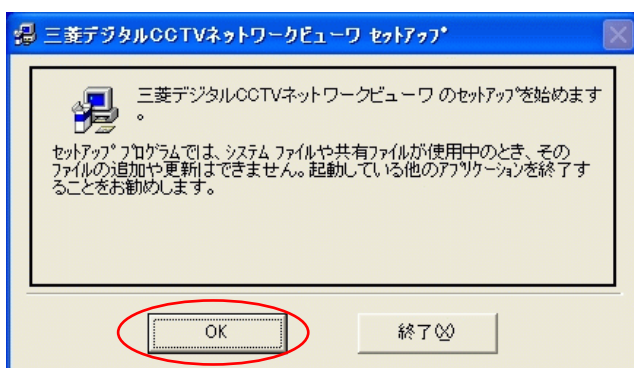 三菱デジタルCCTVネットワークビューワ セットアップ
三菱デジタルCCTVネットワークビューワ のセットアップを始めます
。
セットアップ プログラムでは、システム ファイルや共有ファイルが使用中のとき、その
ファイルの追加や更新はできません。起動している他のアプリケーションを終了す
ることをお勧めします。
OK
終了(X)